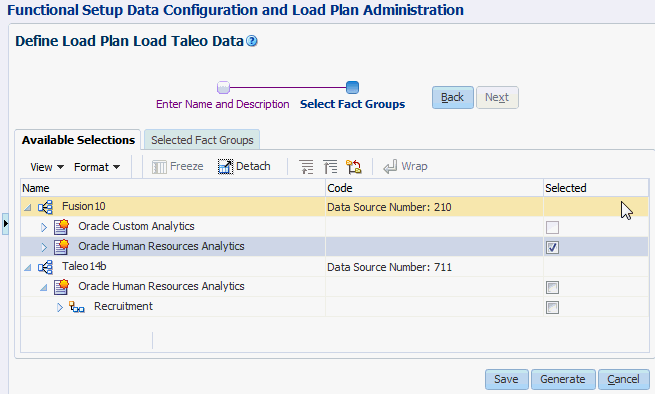 Functional Setup Data Configuration and Load Plan Administration
Define Load Plan Load Taleo Data
Enter Name and Description Select Fact Groups Back Next
Available Selections Selected Fact Groups
View Format Freeze Detach Wrap
Name Code Selected
Fusion10 Data Source Number: 210
Oracle Custom Analytics
Oracle Human Resources Analytics
Taleo14b Data Source Number: 711
Oracle Human Resources Analytics
Recruitment
Save Generate Cancel